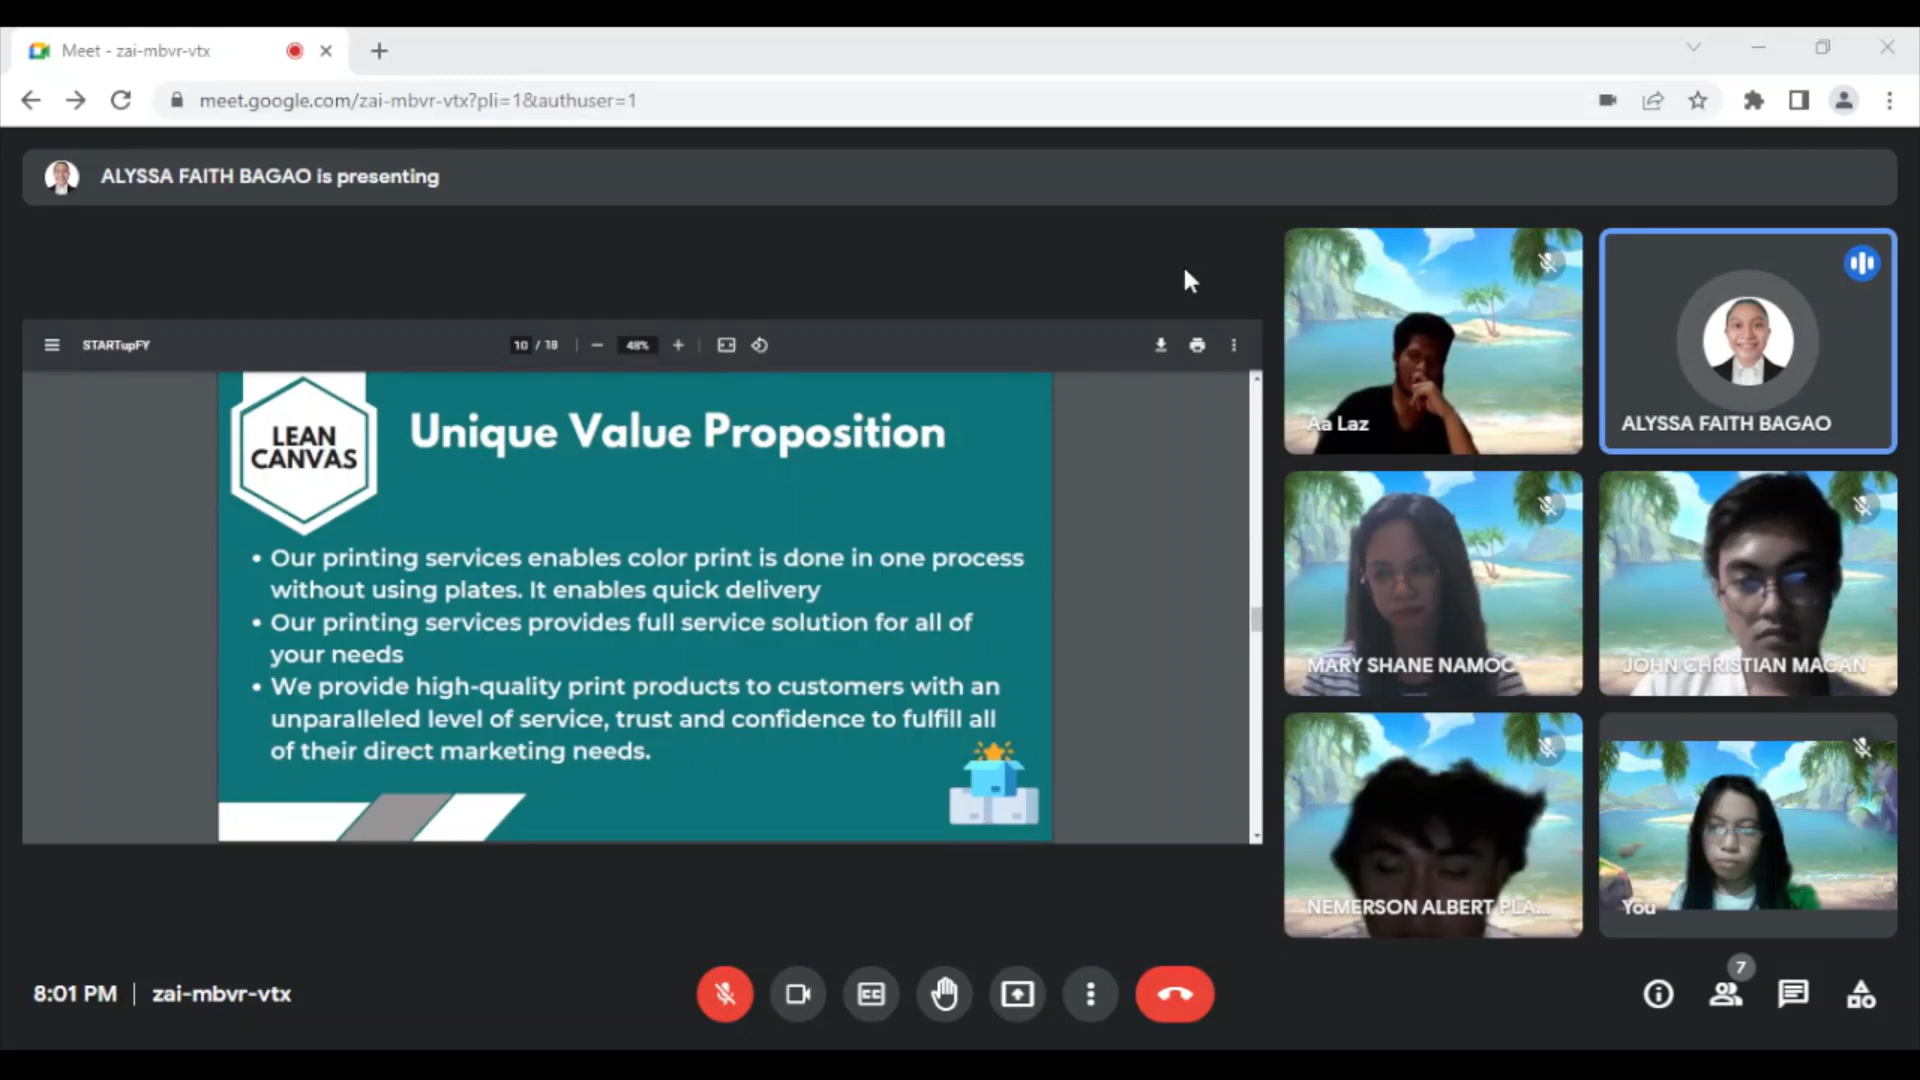 Meet - zai-mbvr-vtx
meet.google.com/zai-mbvr-vtx?pli=1&authuser=1
ALYSSA FAITH BAGAO is presenting
STARTupFY
10 / 18
48%
LEAN
CANVAS
Unique Value Proposition
• Our printing services enables color print is done in one process
without using plates. It enables quick delivery
• Our printing services provides full service solution for all of
your needs
• We provide high-quality print products to customers with an
unparalleled level of service, trust and confidence to fulfill all
of their direct marketing needs.
Aa Laz
ALYSSA FAITH BAGAO
MARY SHANE NAMOC
JOHN CHRISTIAN MACAN
NEMERSON ALBERT PLA...
You
8:01 PM | zai-mbvr-vtx
CC
7